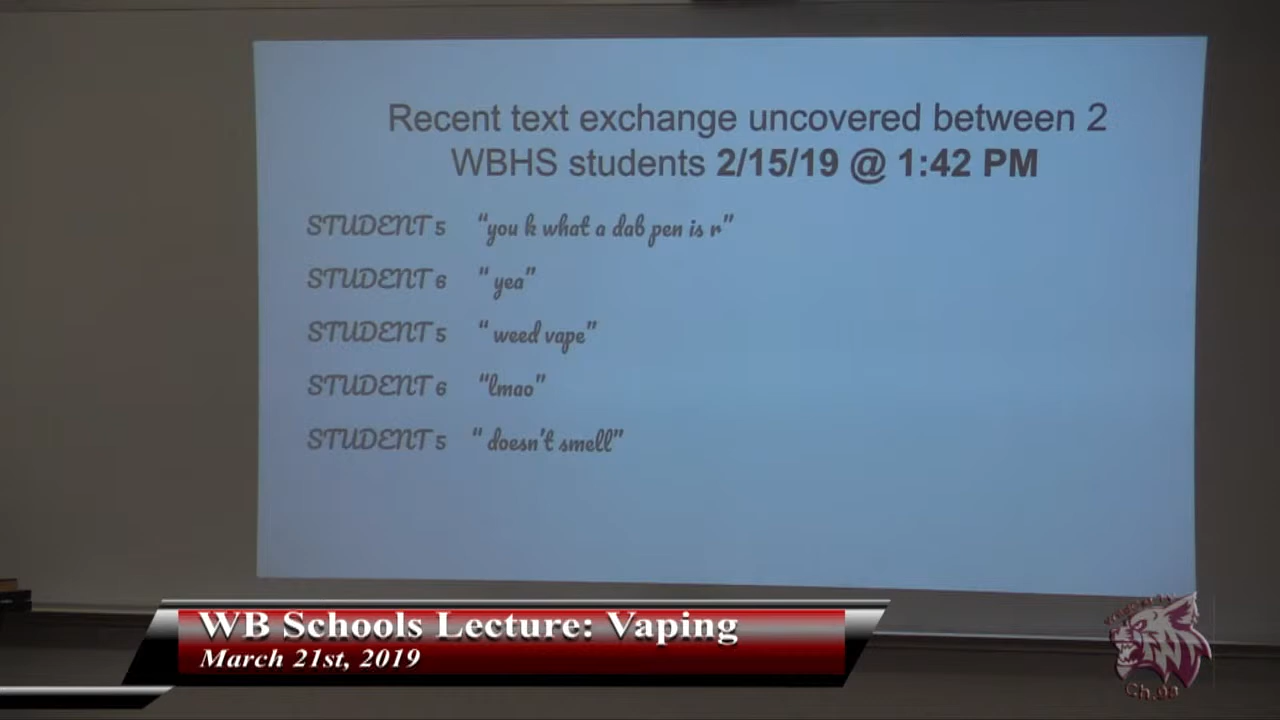 Recent text exchange uncovered between 2
WBHS students 2/15/19 @ 1:42 PM
STUDENT 5 “you k what a dab pen is r”
STUDENT 6 “ yea”
STUDENT 5 “ weed vape”
STUDENT 6 “lmao”
STUDENT 5 “ doesn’t smell”
WB Schools Lecture: Vaping
March 21st, 2019
Ch.98